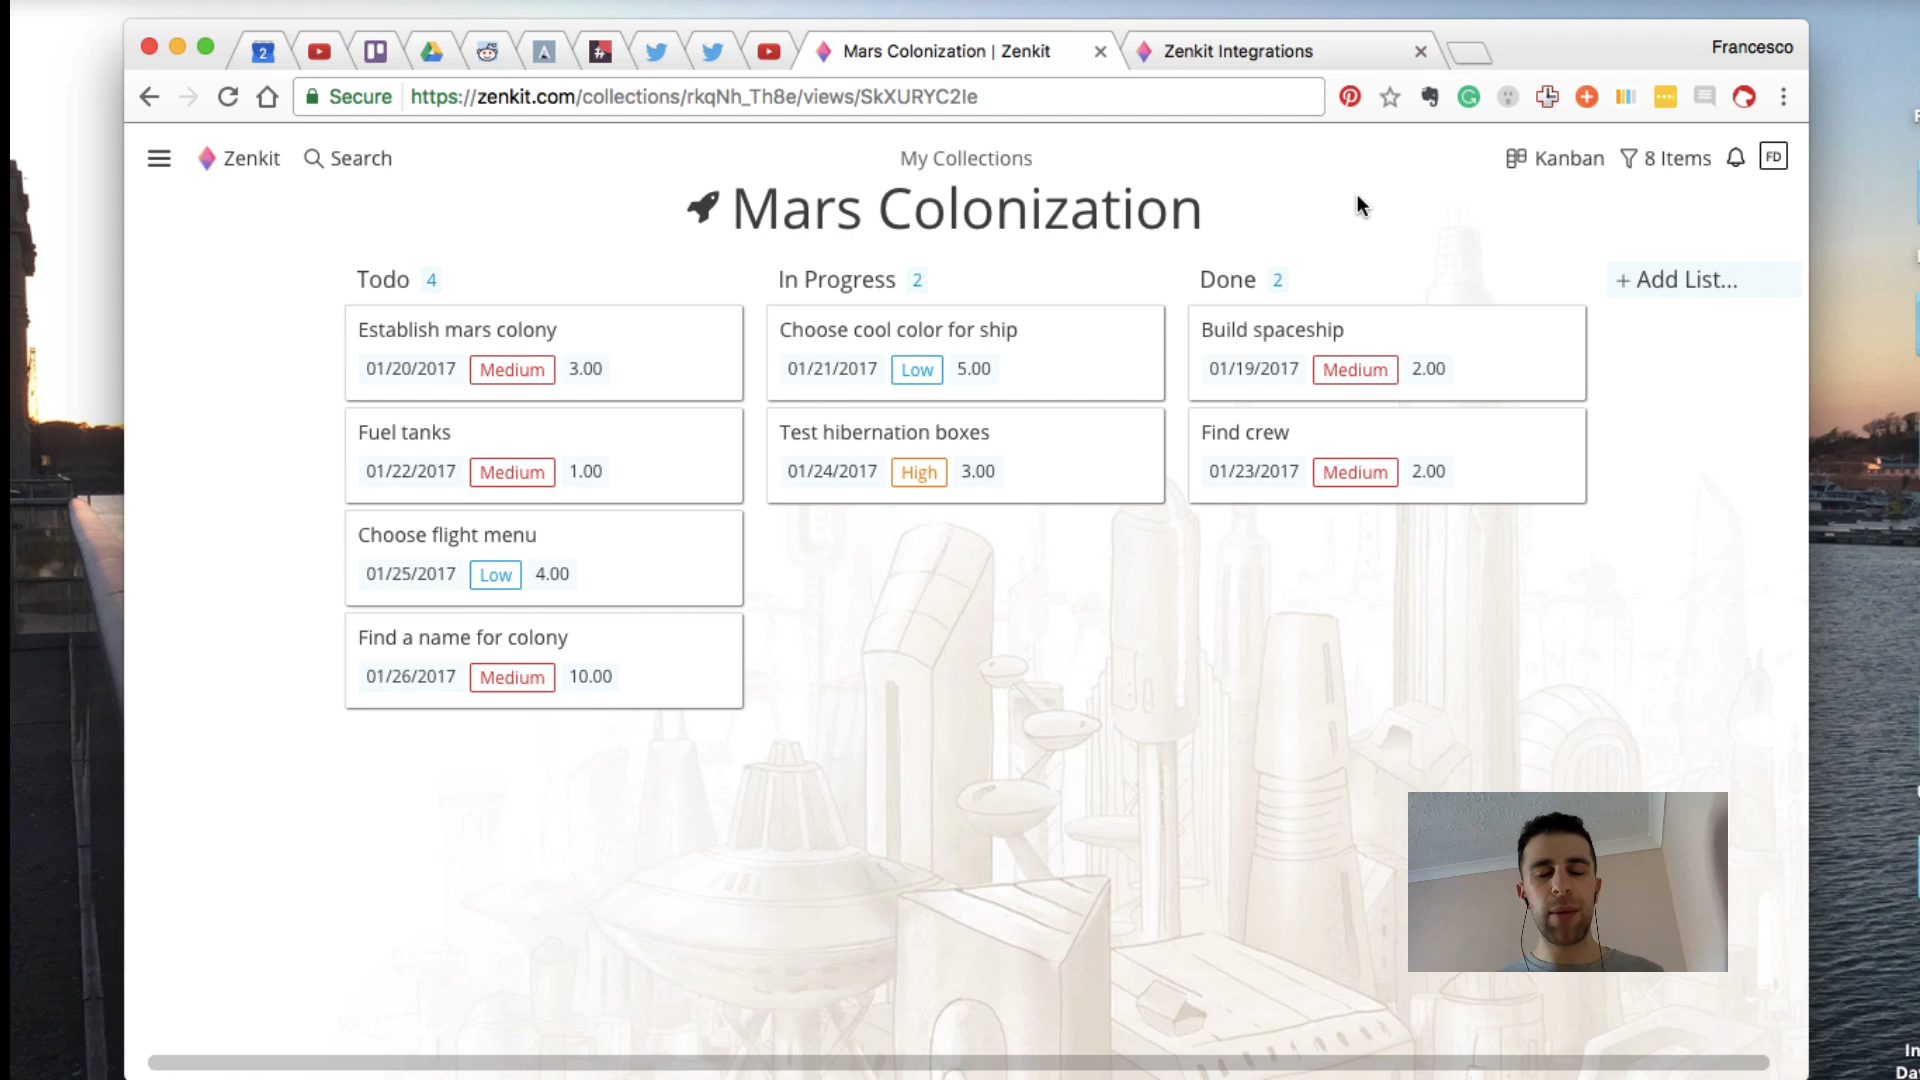 2
Mars Colonization | Zenkit
Zenkit Integrations
Francesco
Secure
https://zenkit.com/collections/rkqNh_Th8e/views/SkXURYC2Ie
Zenkit
Search
My Collections
Kanban
8 Items
FD
Mars Colonization
Todo 4
Establish mars colony
01/20/2017 Medium 3.00
Fuel tanks
01/22/2017 Medium 1.00
Choose flight menu
01/25/2017 Low 4.00
Find a name for colony
01/26/2017 Medium 10.00
In Progress 2
Choose cool color for ship
01/21/2017 Low 5.00
Test hibernation boxes
01/24/2017 High 3.00
Done 2
Build spaceship
01/19/2017 Medium 2.00
Find crew
01/23/2017 Medium 2.00
+ Add List...